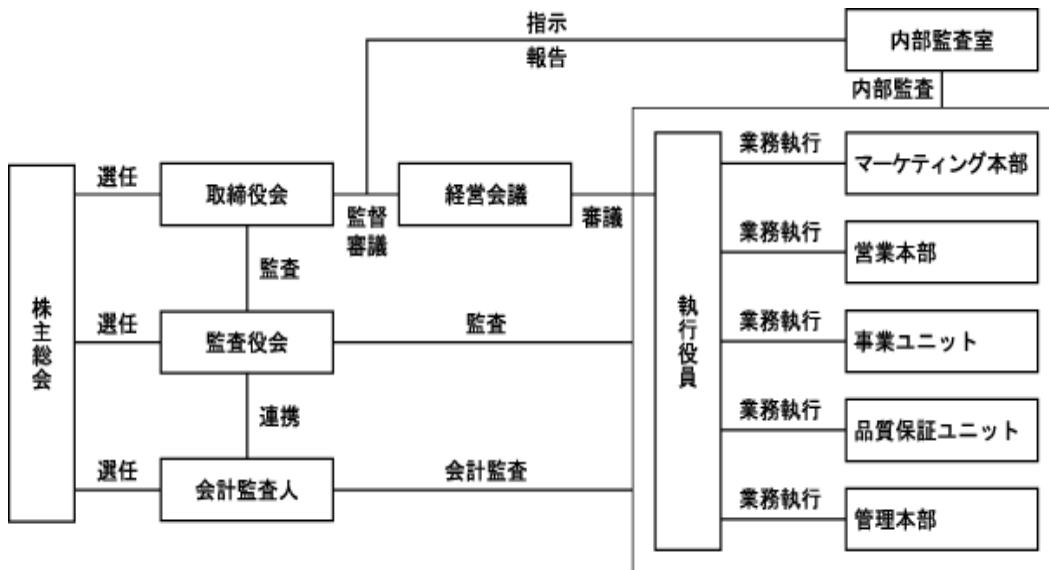 指示
報告
内部監査室
内部監査
業務執行
マーケティング本部
選任
取締役会
監督
審議
経営会議
審議
業務執行
営業本部
監査
株主総会
選任
監査役会
監査
執行役員
業務執行
事業ユニット
連携
業務執行
品質保証ユニット
選任
会計監査人
会計監査
業務執行
管理本部